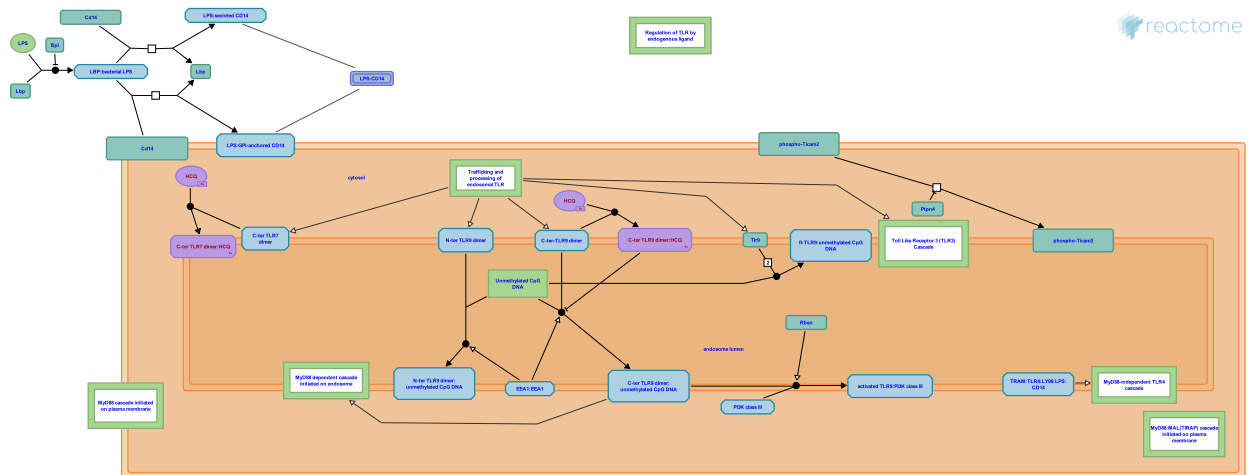 Cd14
LPS:secreted CD14
LPS
Bpi
LBP:bacterial LPS
Lbp
Lbp
LPS:CD14
Regulation of TLR by
endogenous ligand
reactome
Cd14
LPS:GPI-anchored CD14
phospho-Ticam2
cytosol
HCQ
Trafficking and
processing of
endosomal TLR
HCQ
Ptpn4
C-ter TLR7 dimer:HCQ
C-ter TLR7
dimer
N-ter TLR9 dimer
C-ter TLR9 dimer
C-ter TLR9 dimer:HCQ
Tlr9
fl-TLR9:unmethylated CpG
DNA
Toll Like Receptor 3 (TLR3)
Cascade
phospho-Ticam2
2
Unmethylated CpG
DNA
Rbsn
endosome lumen
MyD88 dependent cascade
initiated on endosome
N-ter TLR9 dimer:
unmethylated CpG DNA
EEA1:EEA1
C-ter TLR9 dimer:
unmethylated CpG DNA
PI3K class III
activated TLR9:PI3K class III
TRAM:TLR4:LY96:LPS:
CD14
MyD88-independent TLR4
cascade
MyD88 cascade initiated
on plasma membrane
MyD88:MAL(TIRAP) cascade
initiated on plasma
membrane